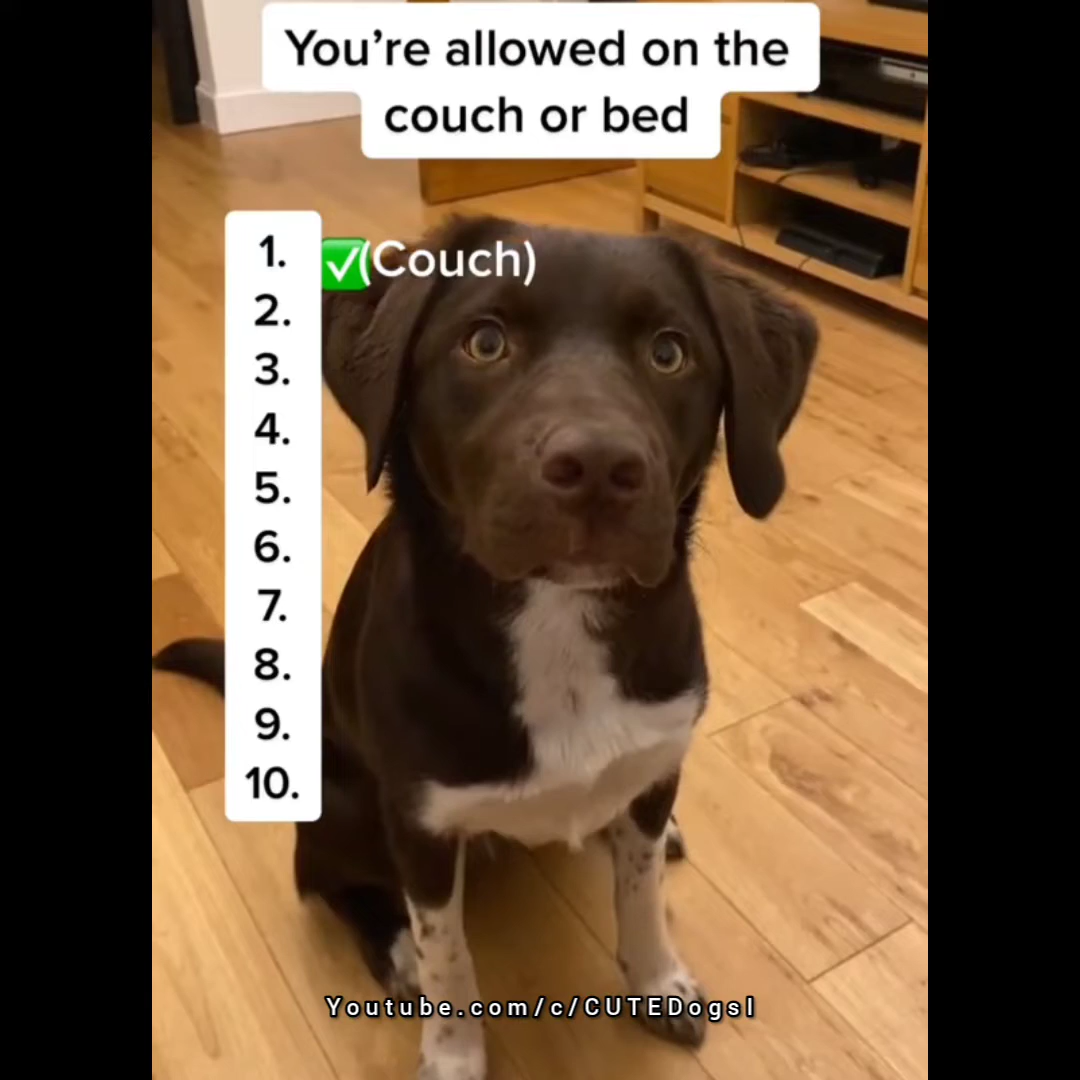 You're allowed on the
couch or bed
1. ✅(Couch)
2.
3.
4.
5.
6.
7.
8.
9.
10.
Youtube.com/c/CUTEDogsI